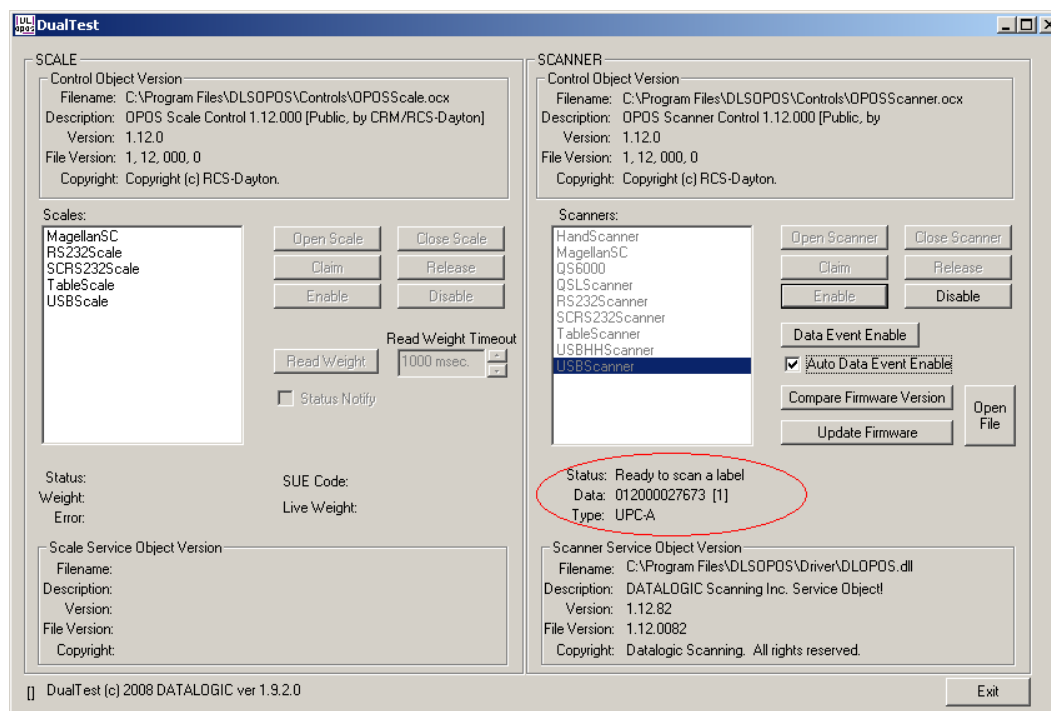 UL
opos
DualTest
SCALE
Control Object Version
Filename: C:\Program Files\DLSOPOS\Controls\OPOSScale.ocx
Description: OPOS Scale Control 1.12.000 [Public, by CRM/RCS-Dayton]
Version: 1.12.0
File Version: 1, 12, 000, 0
Copyright: Copyright (c) RCS-Dayton.
Scales:
MagellanSC
RS232Scale
SCRS232Scale
TableScale
USBScale
Open Scale Close Scale
Claim Release
Enable Disable
Read Weight Timeout
Read Weight 1000 msec.
Status Notify
Status:
Weight:
Error:
SUE Code:
Live Weight:
Scale Service Object Version
Filename:
Description:
Version:
File Version:
Copyright:
SCANNER
Control Object Version
Filename: C:\Program Files\DLSOPOS\Controls\OPOSScanner.ocx
Description: OPOS Scanner Control 1.12.000 [Public, by
Version: 1.12.0
File Version: 1, 12, 000, 0
Copyright: Copyright (c) RCS-Dayton.
Scanners:
HandScanner
MagellanSC
QS6000
QSLScanner
RS232Scanner
SCRS232Scanner
TableScanner
USBHHScanner
USBScanner
Open Scanner Close Scanner
Claim Release
Enable Disable
Data Event Enable
Auto Data Event Enable
Compare Firmware Version
Update Firmware
Open
File
Status: Ready to scan a label
Data: 012000027673 [1]
Type: UPC-A
Scanner Service Object Version
Filename: C:\Program Files\DLSOPOS\Driver\DLOPOS.dll
Description: DATALOGIC Scanning Inc. Service Object!
Version: 1.12.82
File Version: 1.12.0082
Copyright: Datalogic Scanning. All rights reserved.
[] DualTest (c) 2008 DATALOGIC ver 1.9.2.0
Exit